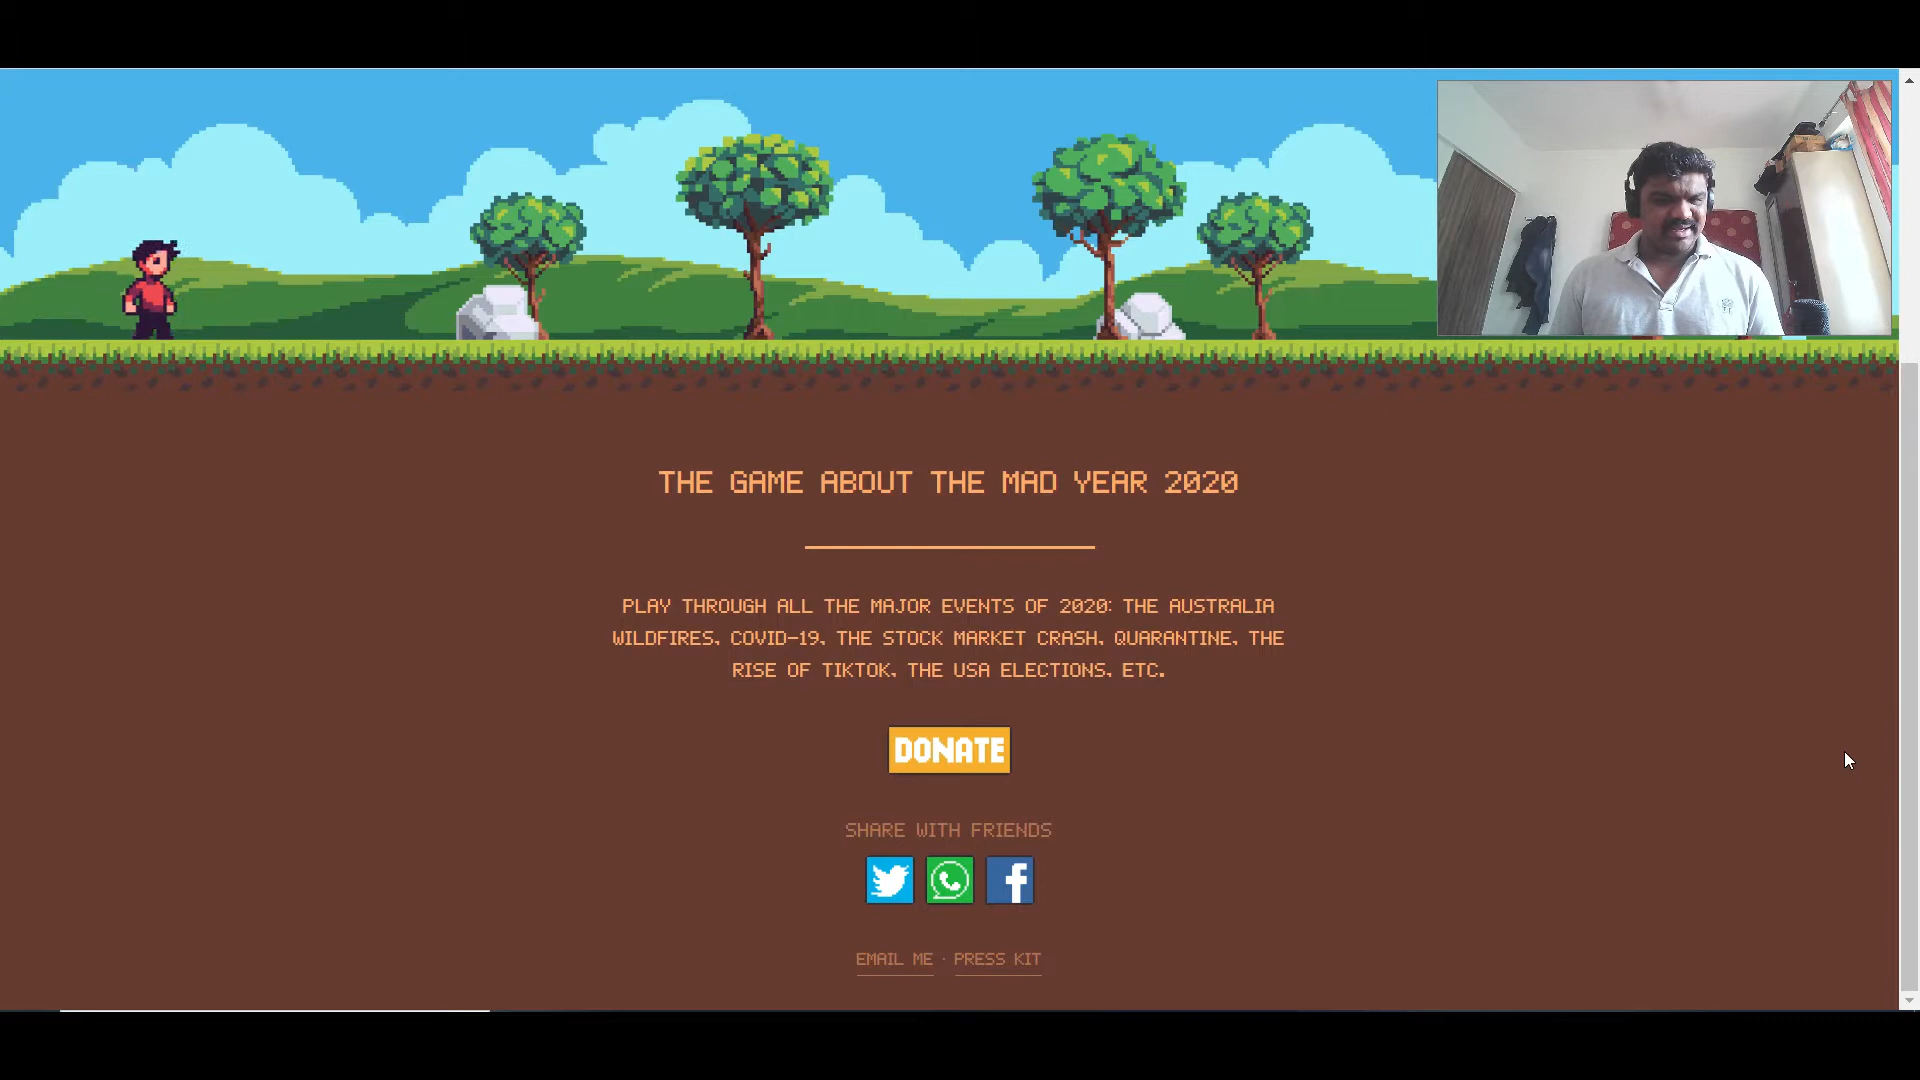 THE GAME ABOUT THE MAD YEAR 2020
PLAY THROUGH ALL THE MAJOR EVENTS OF 2020: THE AUSTRALIA
WILDFIRES, COVID-19, THE STOCK MARKET CRASH, QUARANTINE, THE
RISE OF TIKTOK, THE USA ELECTIONS, ETC.
DONATE
SHARE WITH FRIENDS
EMAIL ME · PRESS KIT